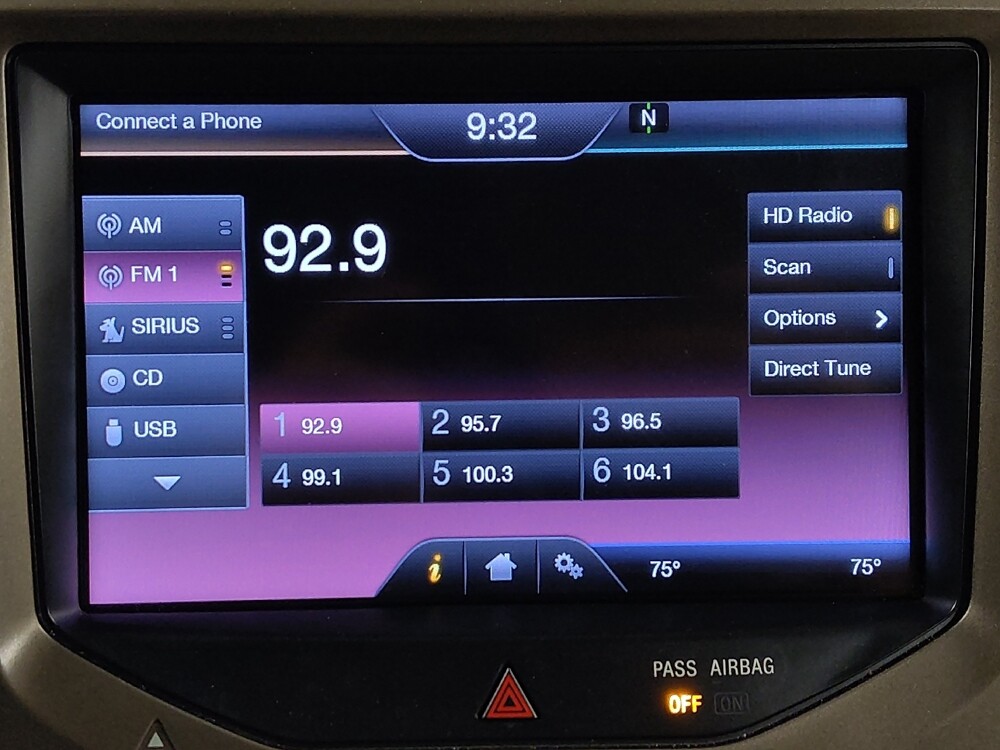 Connect a Phone
9:32
N
AM
FM 1
SIRIUS
CD
USB
92.9
HD Radio
Scan
Options
Direct Tune
1 92.9
2 95.7
3 96.5
4 99.1
5 100.3
6 104.1
i
75°
75°
PASS AIRBAG
OFF ON